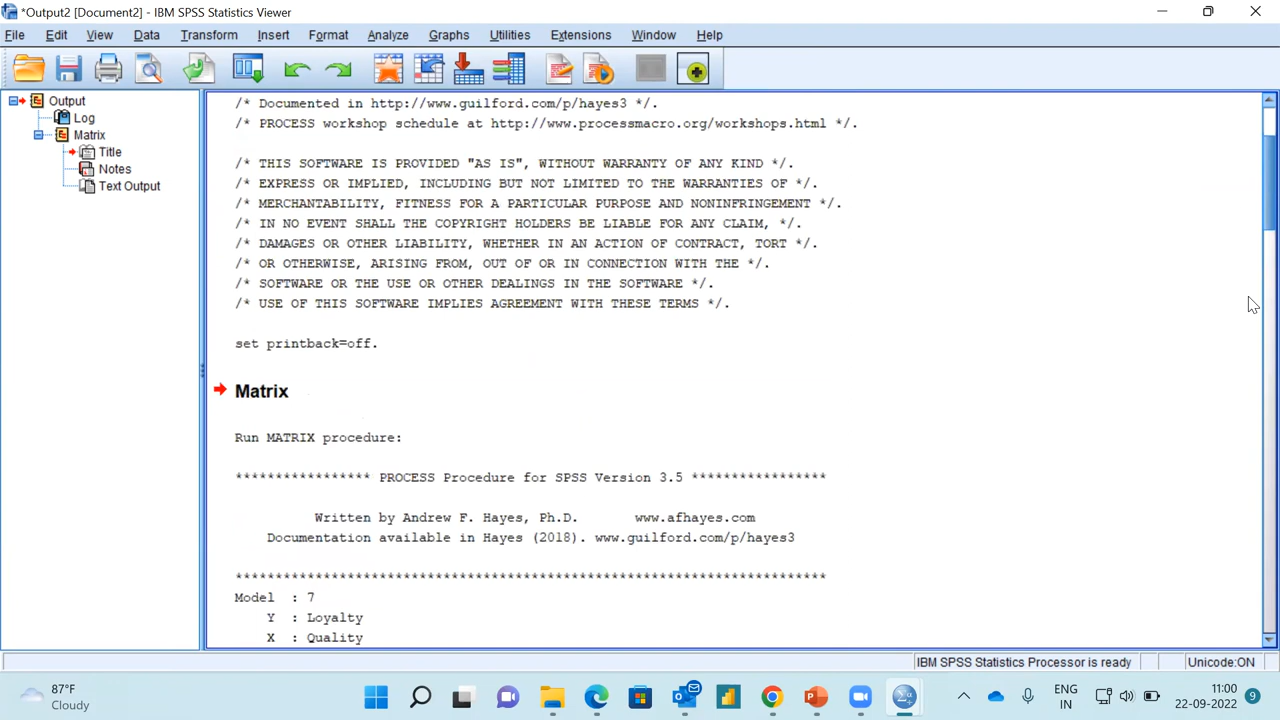 *Output2 [Document2] - IBM SPSS Statistics Viewer
File Edit View Data Transform Insert Format Analyze Graphs Utilities Extensions Window Help
Output
Log
Matrix
Title
Notes
Text Output
/* Documented in http://www.guilford.com/p/hayes3 */.
/* PROCESS workshop schedule at http://www.processmacro.org/workshops.html */.
/* THIS SOFTWARE IS PROVIDED "AS IS", WITHOUT WARRANTY OF ANY KIND */.
/* EXPRESS OR IMPLIED, INCLUDING BUT NOT LIMITED TO THE WARRANTIES OF */.
/* MERCHANTABILITY, FITNESS FOR A PARTICULAR PURPOSE AND NONINFRINGEMENT */.
/* IN NO EVENT SHALL THE COPYRIGHT HOLDERS BE LIABLE FOR ANY CLAIM, */.
/* DAMAGES OR OTHER LIABILITY, WHETHER IN AN ACTION OF CONTRACT, TORT */.
/* OR OTHERWISE, ARISING FROM, OUT OF OR IN CONNECTION WITH THE */.
/* SOFTWARE OR THE USE OR OTHER DEALINGS IN THE SOFTWARE */.
/* USE OF THIS SOFTWARE IMPLIES AGREEMENT WITH THESE TERMS */.
set printback=off.
Matrix
Run MATRIX procedure:
***************** PROCESS Procedure for SPSS Version 3.5 *****************
Written by Andrew F. Hayes, Ph.D. www.afhayes.com
Documentation available in Hayes (2018). www.guilford.com/p/hayes3
**************************************************************************
Model : 7
Y : Loyalty
X : Quality
IBM SPSS Statistics Processor is ready Unicode:ON
87°F
Cloudy
ENG
IN
11:00
22-09-2022
9